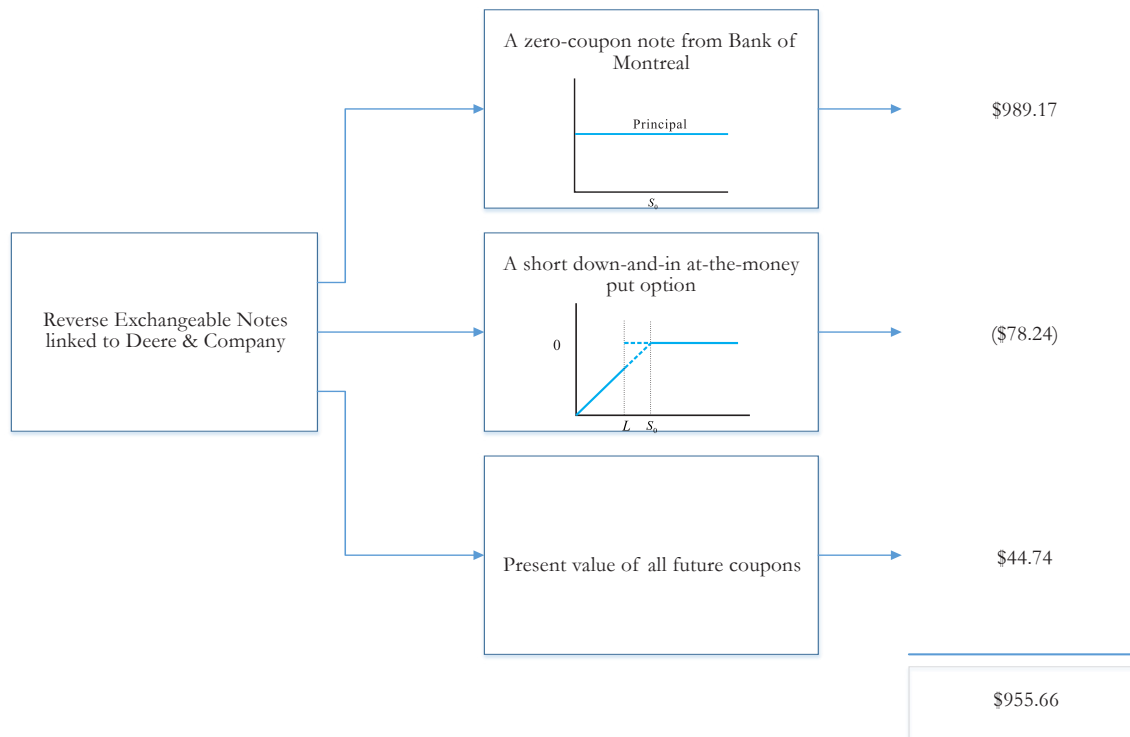 A zero-coupon note from Bank of
Montreal
Principal
S₀
$989.17
Reverse Exchangeable Notes
linked to Deere & Company
A short down-and-in at-the-money
put option
0
L S₀
($78.24)
Present value of all future coupons
$44.74
$955.66